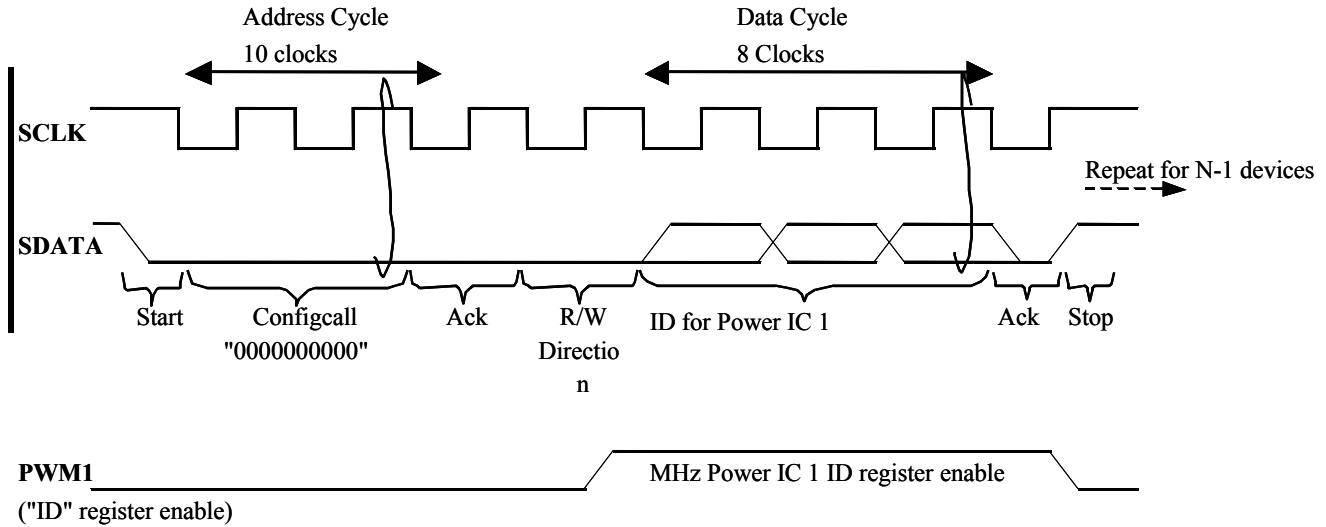 Address Cycle
10 clocks
Data Cycle
8 Clocks
SCLK
Repeat for N-1 devices
SDATA
Start
Configcall
"0000000000"
Ack
R/W
Directio
n
ID for Power IC 1
Ack
Stop
PWM1
MHz Power IC 1 ID register enable
("ID" register enable)